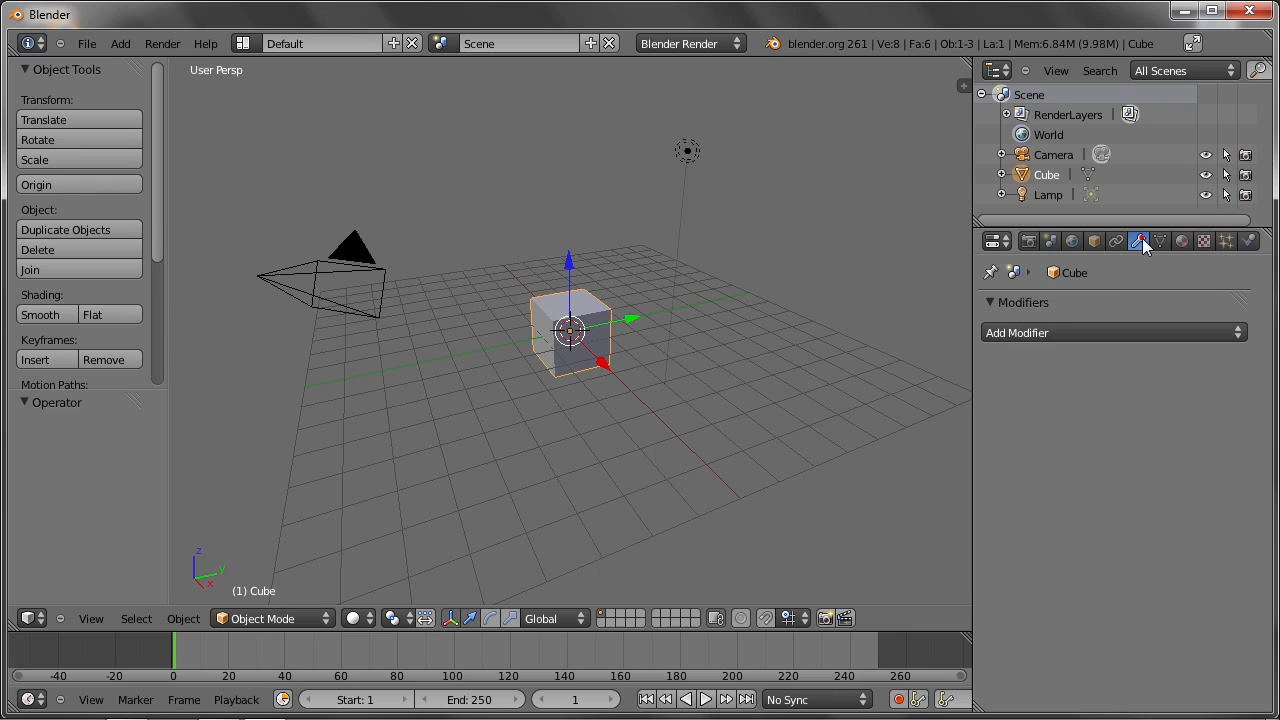 Blender
File Add Render Help Default Scene Blender Render blender.org 261 | Ve:8 | Fa:6 | Ob:1-3 | La:1 | Mem:6.84M (9.98M) | Cube
Object Tools
Transform:
Translate
Rotate
Scale
Origin
Object:
Duplicate Objects
Delete
Join
Shading:
Smooth Flat
Keyframes:
Insert Remove
Motion Paths:
Operator
User Persp
z
y
x
(1) Cube
View Select Object Object Mode Global
-40 -20 0 20 40 60 80 100 120 140 160 180 200 220 240 260
View Marker Frame Playback Start: 1 End: 250 1 No Sync
View Search All Scenes
Scene
RenderLayers |
World
Camera |
Cube |
Lamp |
Cube
Modifiers
Add Modifier